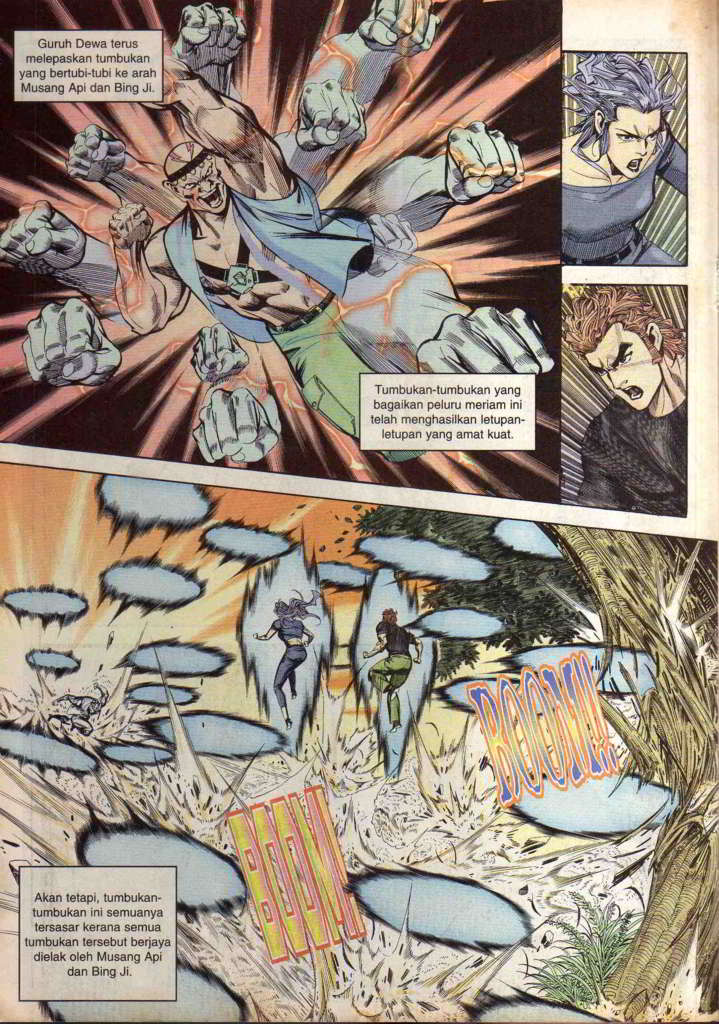 Guruh Dewa terus
melepaskan tumbukan
yang bertubi-tubi ke arah
Musang Api dan Bing Ji.
Tumbukan-tumbukan yang
bagaikan peluru meriam ini
telah menghasilkan letupan-
letupan yang amat kuat.
BOOM!!
BOOM!
Akan tetapi, tumbukan-
tumbukan ini semuanya
tersasar kerana semua
tumbukan tersebut berjaya
dielak oleh Musang Api
dan Bing Ji.